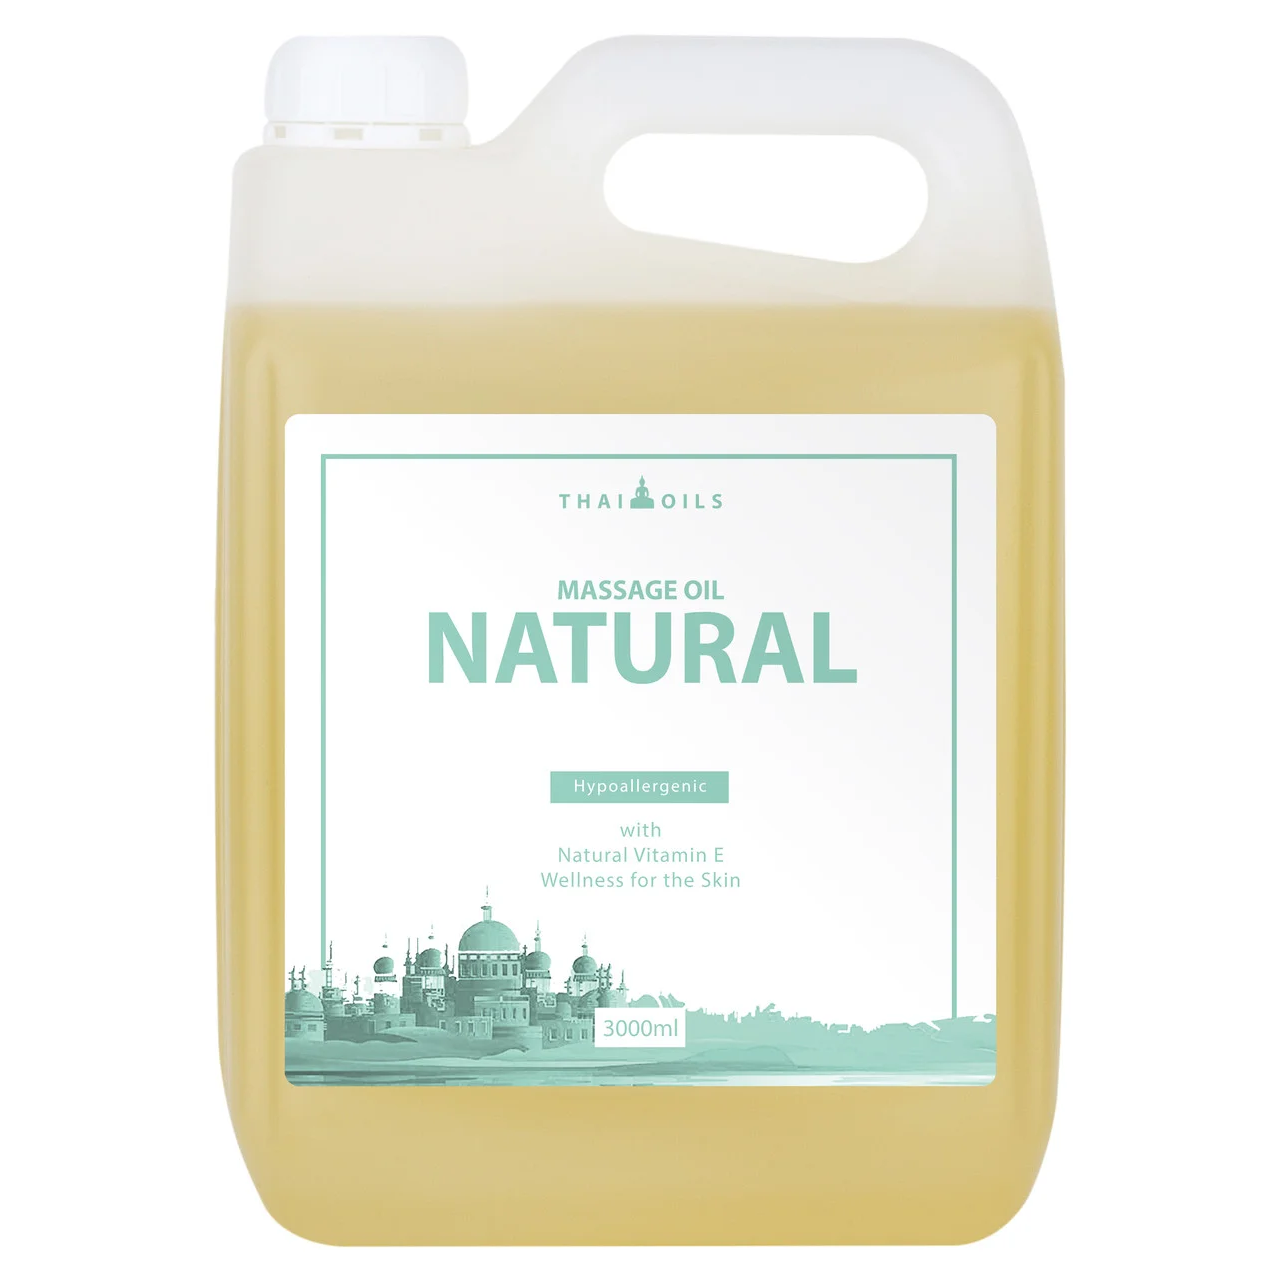 THAI OILS
MASSAGE OIL
NATURAL
Hypoallergenic
with
Natural Vitamin E
Wellness for the Skin
3000ml